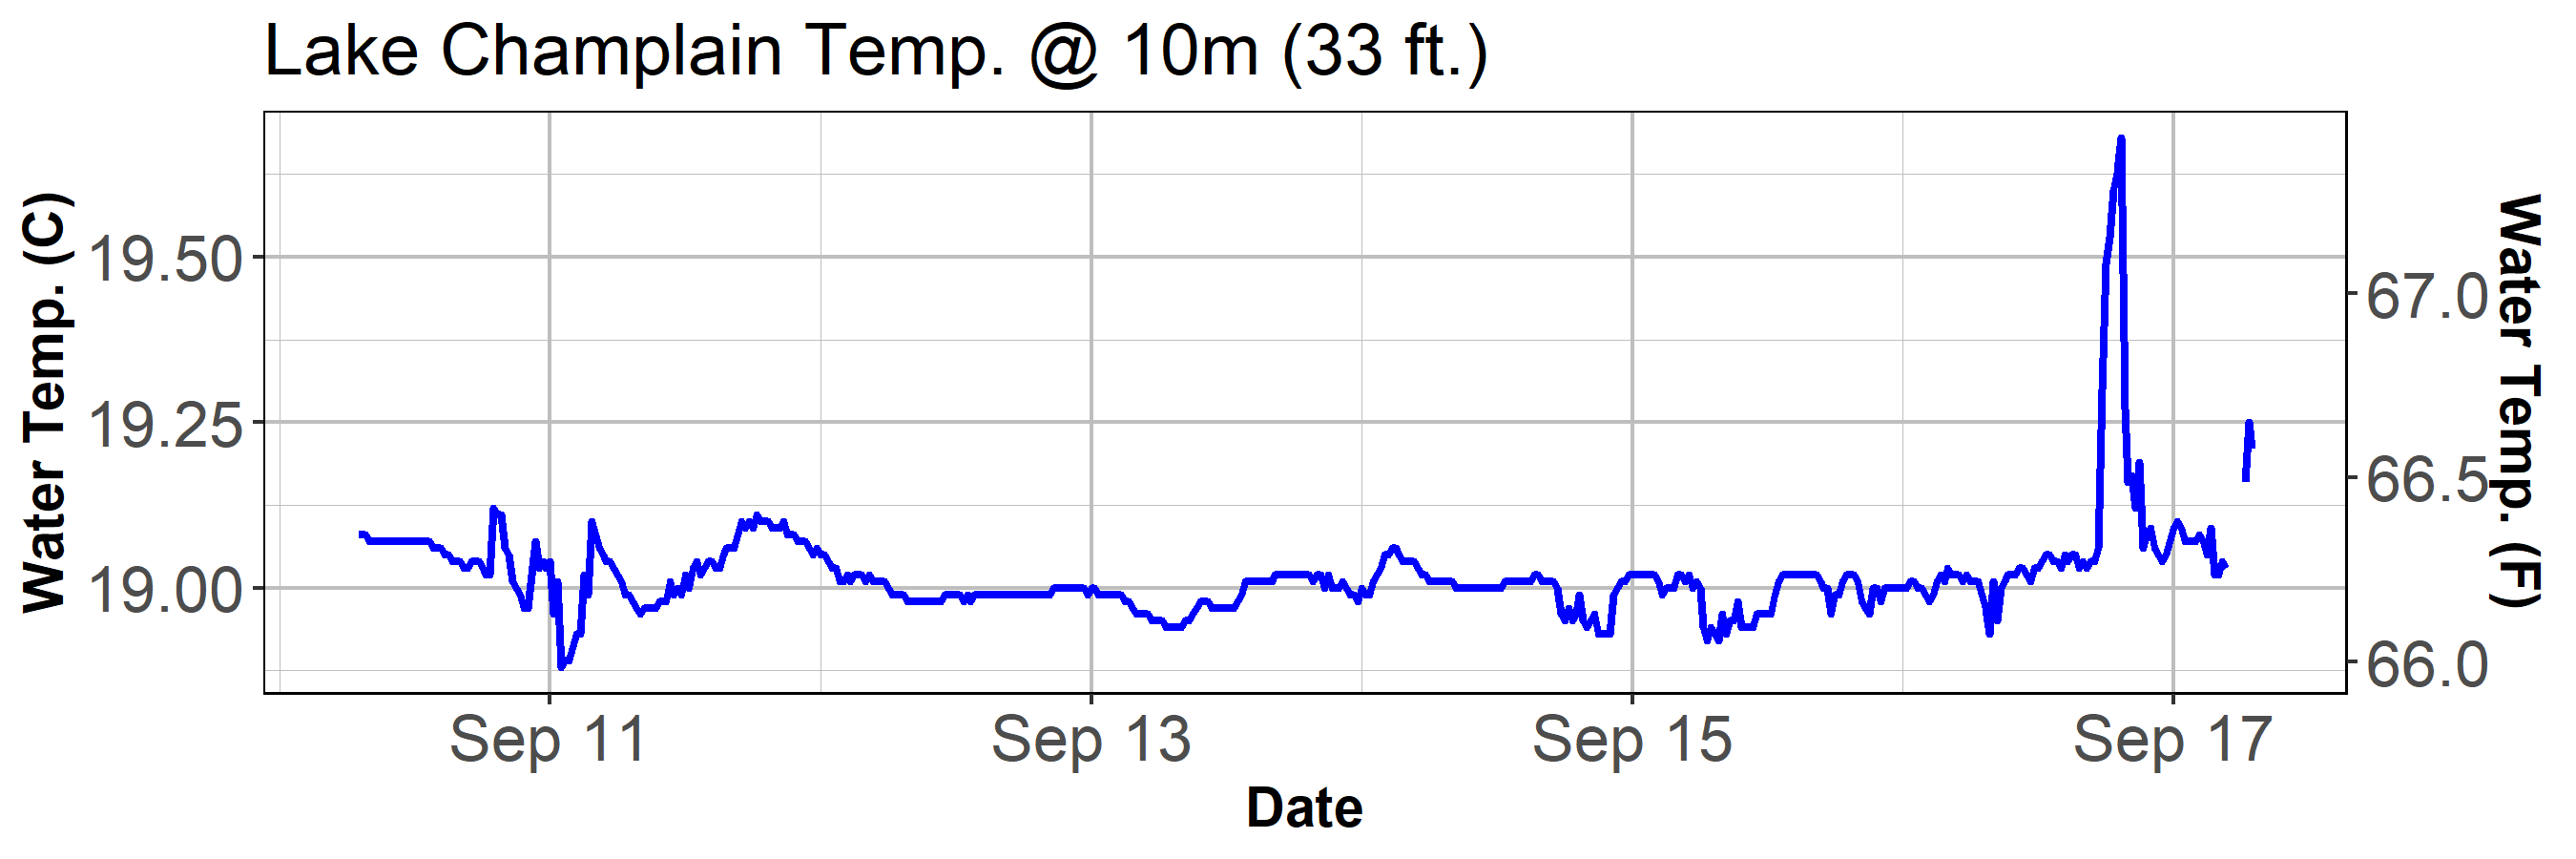 Lake Champlain Temp. @ 10m (33 ft.)
Water Temp. (C)
19.50
19.25
19.00
67.0
66.5
66.0
Water Temp. (F)
Sep 11
Sep 13
Sep 15
Sep 17
Date